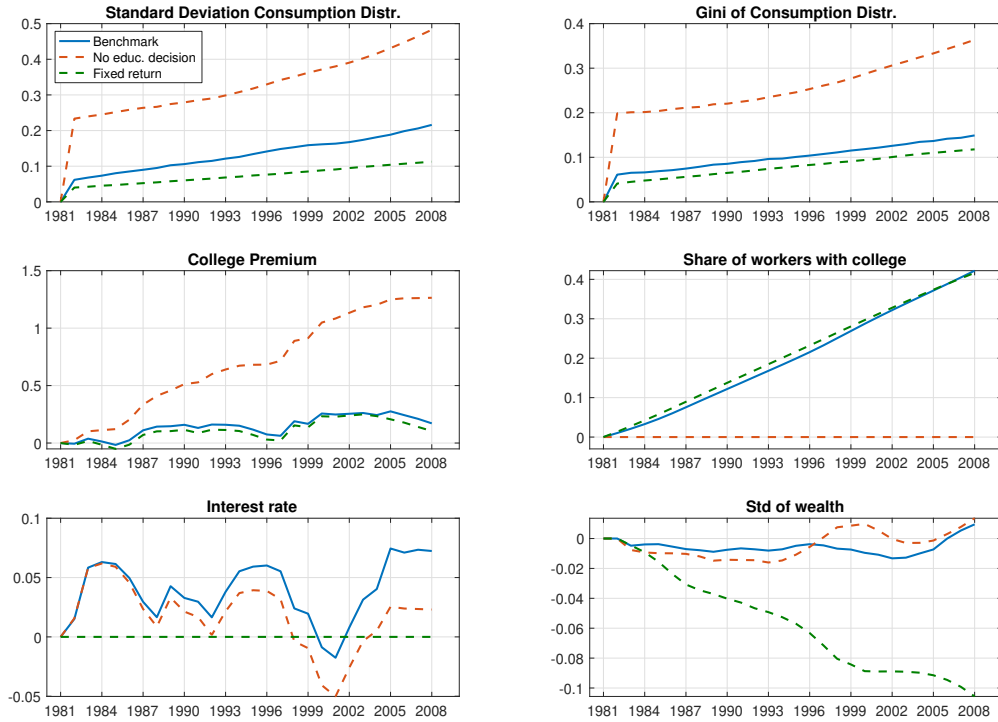 Standard Deviation Consumption Distr.
0.5
0.4
0.3
0.2
0.1
0
Benchmark
No educ. decision
Fixed return
1981 1984 1987 1990 1993 1996 1999 2002 2005 2008
Gini of Consumption Distr.
0.4
0.3
0.2
0.1
0
1981 1984 1987 1990 1993 1996 1999 2002 2005 2008
College Premium
1.5
1
0.5
0
1981 1984 1987 1990 1993 1996 1999 2002 2005 2008
Share of workers with college
0.4
0.3
0.2
0.1
0
1981 1984 1987 1990 1993 1996 1999 2002 2005 2008
Interest rate
0.1
0.05
0
-0.05
1981 1984 1987 1990 1993 1996 1999 2002 2005 2008
Std of wealth
0
-0.02
-0.04
-0.06
-0.08
-0.1
1981 1984 1987 1990 1993 1996 1999 2002 2005 2008